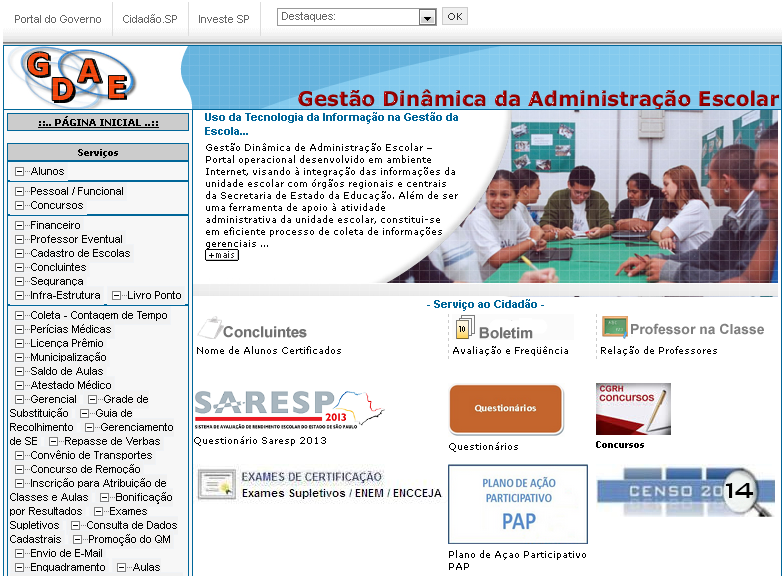 Portal do Governo
Cidadão.SP
Investe SP
Destaques:
OK
GDAE
Gestão Dinâmica da Administração Escolar
::.. PÁGINA INICIAL ..::
Serviços
Alunos
Pessoal / Funcional
Concursos
Financeiro
Professor Eventual
Cadastro de Escolas
Concluintes
Segurança
Infra-Estrutura Livro Ponto
Coleta - Contagem de Tempo
Perícias Médicas
Licença Prêmio
Municipalização
Saldo de Aulas
Atestado Médico
Gerencial Grade de
Substituição Guia de
Recolhimento Gerenciamento
de SE Repasse de Verbas
Convênio de Transportes
Concurso de Remoção
Inscrição para Atribuição de
Classes e Aulas Bonificação
por Resultados Exames
Supletivos Consulta de Dados
Cadastrais Promoção do QM
Envio de E-Mail
Enquadramento Aulas
Uso da Tecnologia da Informação na Gestão da
Escola...
Gestão Dinâmica de Administração Escolar –
Portal operacional desenvolvido em ambiente
Internet, visando à integração das informações da
unidade escolar com órgãos regionais e centrais
da Secretaria de Estado da Educação. Além de ser
uma ferramenta de apoio à atividade
administrativa da unidade escolar, constitui-se
em eficiente processo de coleta de informações
gerenciais ...
+mais
- Serviço ao Cidadão -
Concluintes
Nome de Alunos Certificados
10
Boletim
Avaliação e Freqüência
Professor na Classe
Relação de Professores
SARESP
2013
SISTEMA DE AVALIAÇÃO DE RENDIMENTO ESCOLAR DO ESTADO DE SÃO PAULO
Questionário Saresp 2013
Questionários
Questionários
CGRH
CONCURSOS
Concursos
EXAMES DE CERTIFICAÇÃO
Exames Supletivos / ENEM / ENCCEJA
PLANO DE AÇÃO
PARTICIPATIVO
PAP
Plano de Açao Participativo
PAP
CENSO 2014